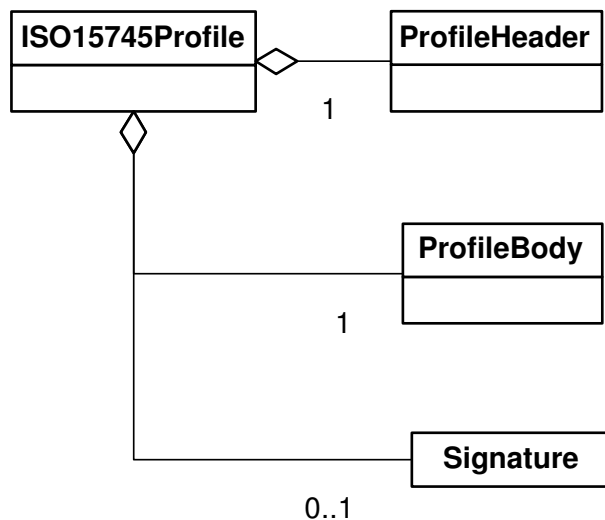 ISO15745Profile
ProfileHeader
1
ProfileBody
1
Signature
0..1